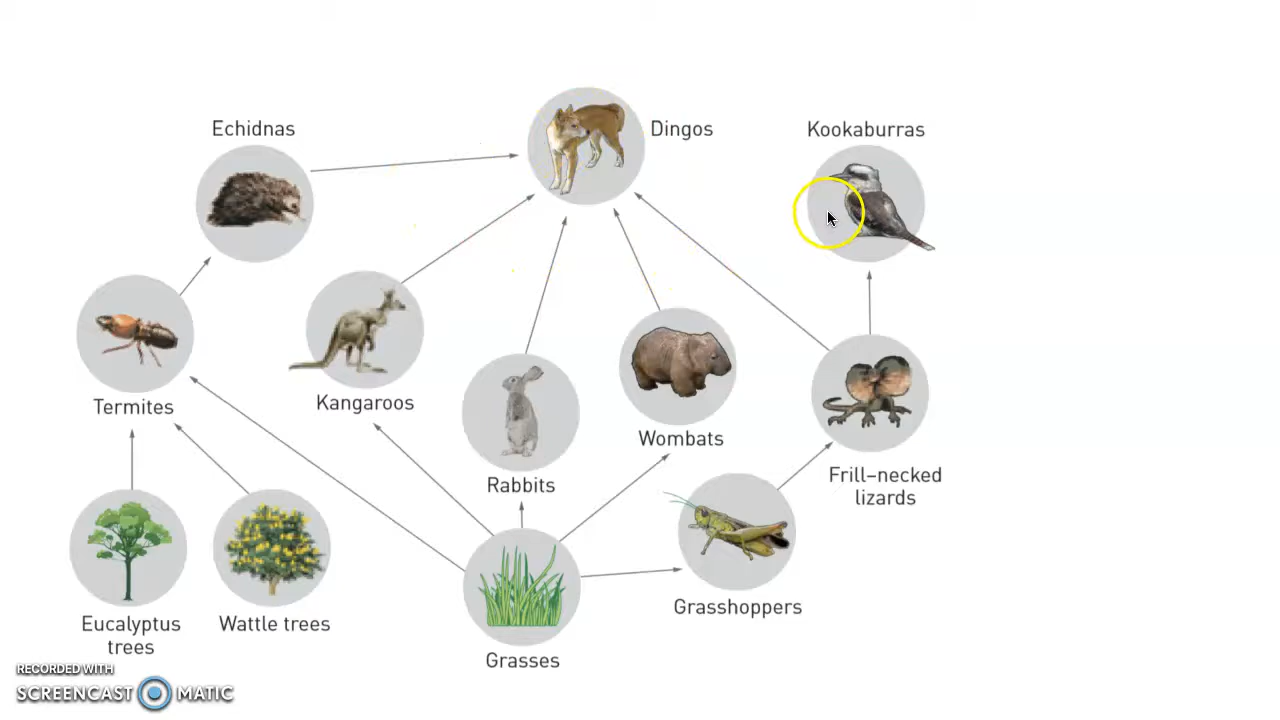 Echidnas
Dingos
Kookaburras
Termites
Kangaroos
Wombats
Rabbits
Frill-necked
lizards
Grasshoppers
Eucalyptus
trees
Wattle trees
Grasses
RECORDED WITH
SCREENCAST MATIC